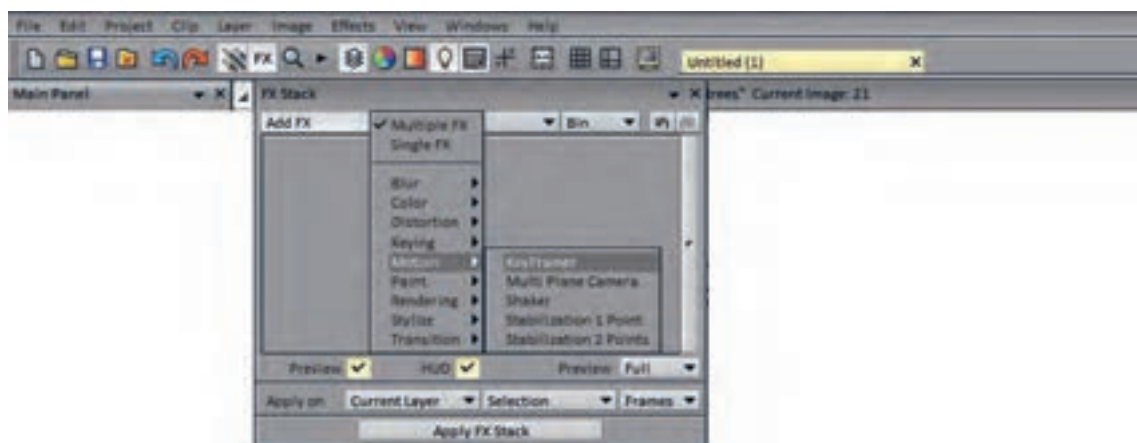 File Edit Project Clip Layer Image Effects View Windows Help
FX
Untitled (1)
Main Panel
FX Stack
trees" Current Image: 21
Add FX
Multiple FX
Bin
Single FX
Blur
Color
Distortion
Keying
Motion
KeyFramer
Paint
Multi Plane Camera
Rendering
Shaker
Stylize
Stabilization 1 Point
Transition
Stabilization 2 Points
Preview HUD Preview: Full
Apply on: Current Layer Selection Frames
Apply FX Stack